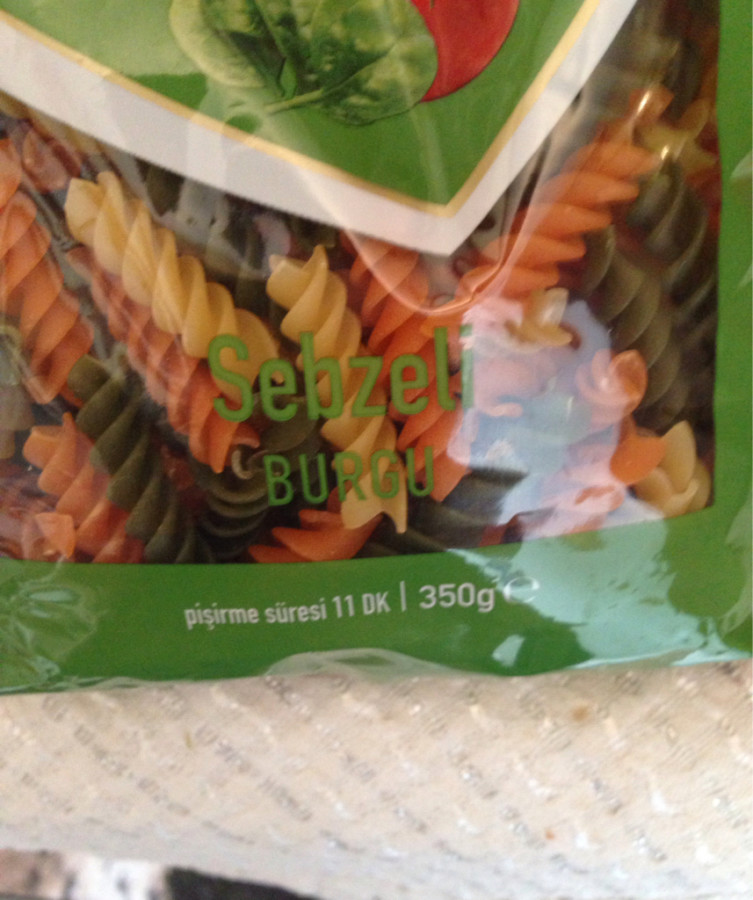 Sebzeli
BURGU
pişirme süresi 11 DK | 350g ℮